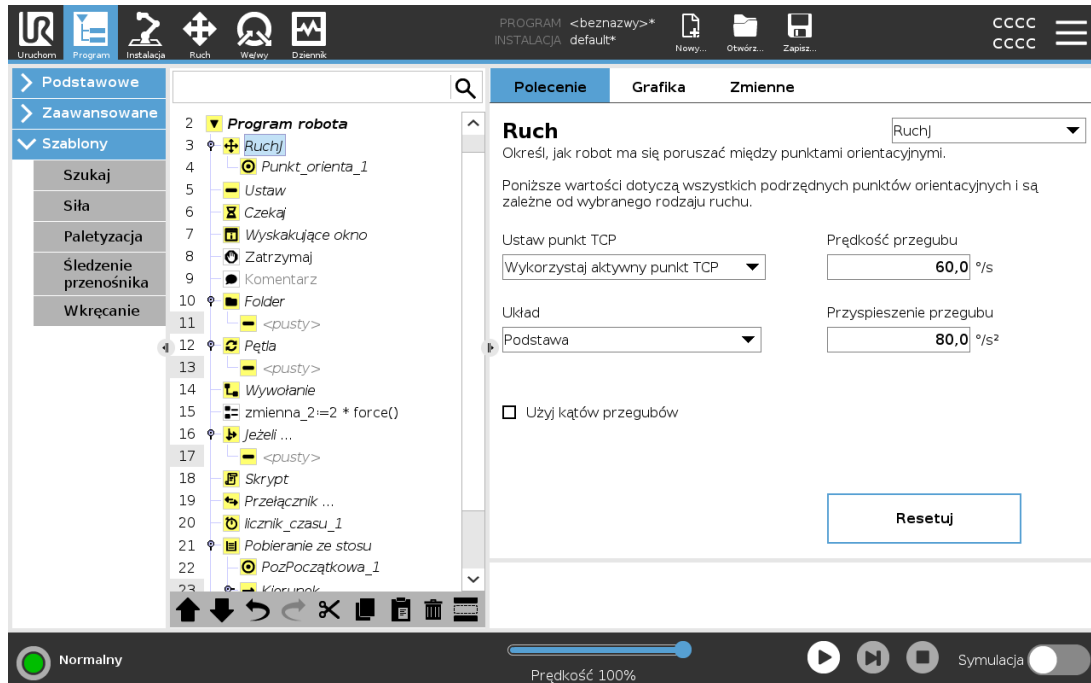 UR
PROGRAM <beznazwy>*
INSTALACJA default*
cccc
cccc
Uruchom Program Instalacja Ruch We/wy Dziennik Nowy... Otwórz... Zapisz...
Podstawowe
Zaawansowane
Szablony
Szukaj
Siła
Paletyzacja
Śledzenie przenośnika
Wkręcanie
2 Program robota
3 RuchJ
4 Punkt_orienta_1
5 Ustaw
6 Czekaj
7 Wyskakujące okno
8 Zatrzymaj
9 Komentarz
10 Folder
11 <pusty>
12 Pętla
13 <pusty>
14 Wywołanie
15 zmienna_2≔2 * force()
16 Jeżeli ...
17 <pusty>
18 Skrypt
19 Przełącznik ...
20 licznik_czasu_1
21 Pobieranie ze stosu
22 PozPoczątkowa_1
23 Kierunek
Polecenie Grafika Zmienne
Ruch
RuchJ
Określ, jak robot ma się poruszać między punktami orientacyjnymi.
Poniższe wartości dotyczą wszystkich podrzędnych punktów orientacyjnych i są
zależne od wybranego rodzaju ruchu.
Ustaw punkt TCP Prędkość przegubu
Wykorzystaj aktywny punkt TCP 60,0 °/s
Układ Przyspieszenie przegubu
Podstawa 80,0 °/s²
Użyj kątów przegubów
Resetuj
Normalny
Prędkość 100%
Symulacja